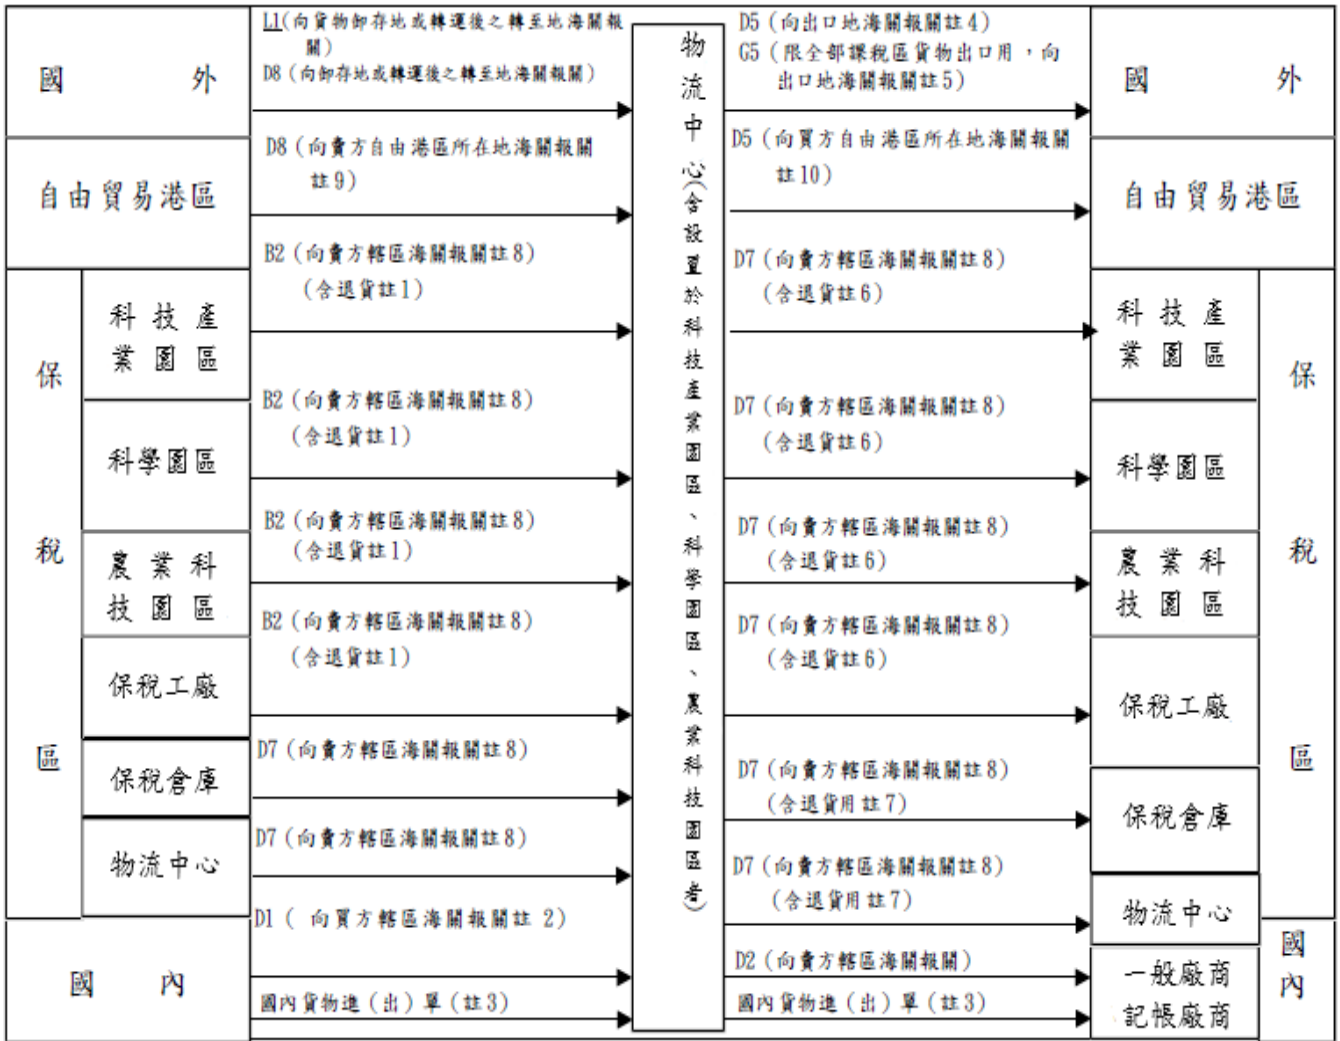 國 外
自由貿易港區
保
稅
區
科 技 產
業 園 區
科學園區
農 業 科
技 園 區
保稅工廠
保稅倉庫
物流中心
國 內
L1(向貨物卸存地或轉運後之轉至地海關報
關)
D8 (向卸存地或轉運後之轉至地海關報關)
D8 (向賣方自由港區所在地海關報關
註9)
B2 (向賣方轄區海關報關註8)
(含退貨註1)
B2 (向賣方轄區海關報關註8)
(含退貨註1)
B2 (向賣方轄區海關報關註8)
(含退貨註1)
B2 (向賣方轄區海關報關註8)
(含退貨註1)
D7 (向賣方轄區海關報關註8)
D7 (向賣方轄區海關報關註8)
D1 ( 向買方轄區海關報關註 2)
國內貨物進 (出) 單 (註3)
物流中心(含設置於科技產業園區、科學園區、農業科技園區者)
D5 (向出口地海關報關註4)
G5 (限全部課稅區貨物出口用,向
出口地海關報關註5)
D5 (向買方自由港區所在地海關報關
註10)
D7 (向賣方轄區海關報關註8)
(含退貨註6)
D7 (向賣方轄區海關報關註8)
(含退貨註6)
D7 (向賣方轄區海關報關註8)
(含退貨註6)
D7 (向賣方轄區海關報關註8)
(含退貨註6)
D7 (向賣方轄區海關報關註8)
(含退貨用註7)
D7 (向賣方轄區海關報關註8)
(含退貨用註7)
D2 (向賣方轄區海關報關)
國內貨物進 (出) 單 (註3)
國 外
自由貿易港區
科 技 產
業 園 區
科學園區
農 業 科
技 園 區
保稅工廠
保稅倉庫
物流中心
一般廠商
記帳廠商
保
稅
區
國
內